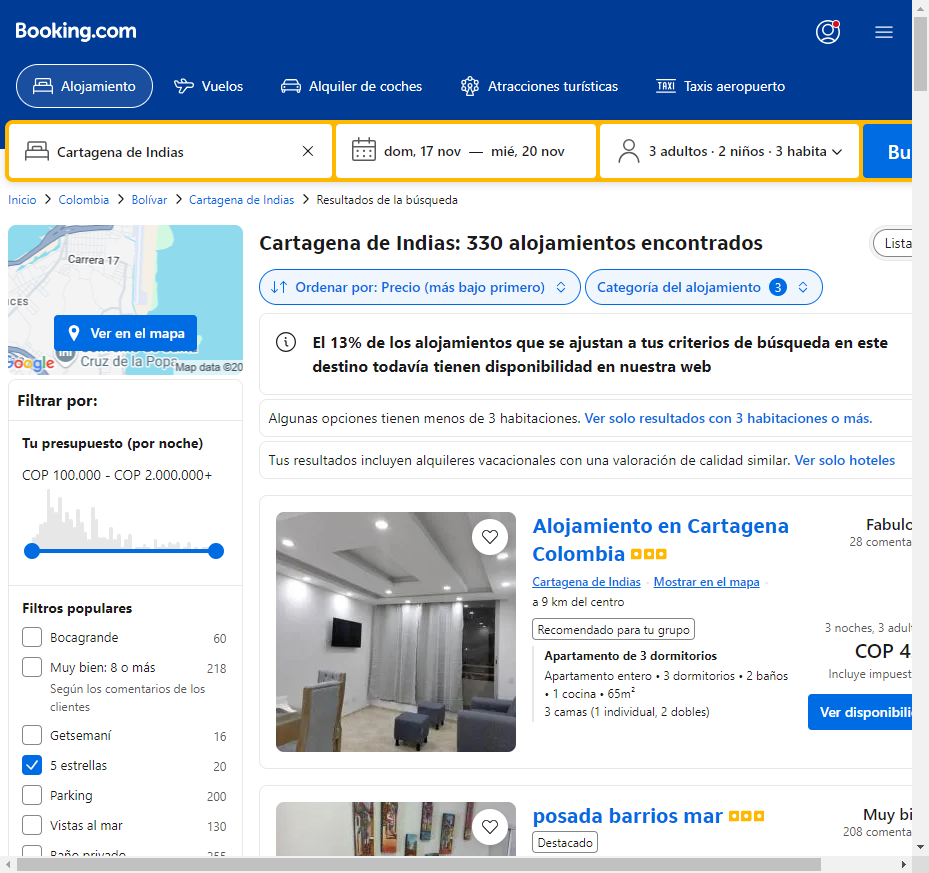 Booking.com
Alojamiento
Vuelos
Alquiler de coches
Atracciones turísticas
TAXI Taxis aeropuerto
Cartagena de Indias
dom, 17 nov — mié, 20 nov
3 adultos · 2 niños · 3 habita
Bu
Inicio > Colombia > Bolívar > Cartagena de Indias > Resultados de la búsqueda
Carrera 17
ICES
Ver en el mapa
Cruz de la Popa
Google
Map data ©20
Filtrar por:
Tu presupuesto (por noche)
COP 100.000 - COP 2.000.000+
Filtros populares
Bocagrande 60
Muy bien: 8 o más 218
Según los comentarios de los
clientes
Getsemaní 16
5 estrellas 20
Parking 200
Vistas al mar 130
Baño privado 255
Cartagena de Indias: 330 alojamientos encontrados
Lista
Ordenar por: Precio (más bajo primero)
Categoría del alojamiento 3
El 13% de los alojamientos que se ajustan a tus criterios de búsqueda en este
destino todavía tienen disponibilidad en nuestra web
Algunas opciones tienen menos de 3 habitaciones. Ver solo resultados con 3 habitaciones o más.
Tus resultados incluyen alquileres vacacionales con una valoración de calidad similar. Ver solo hoteles
Alojamiento en Cartagena
Colombia
Fabulo
28 comenta
Cartagena de Indias · Mostrar en el mapa ·
a 9 km del centro
Recomendado para tu grupo
Apartamento de 3 dormitorios
Apartamento entero • 3 dormitorios • 2 baños
• 1 cocina • 65m²
3 camas (1 individual, 2 dobles)
3 noches, 3 adult
COP 4
Incluye impuest
Ver disponibili
posada barrios mar
Muy bi
208 comenta
Destacado